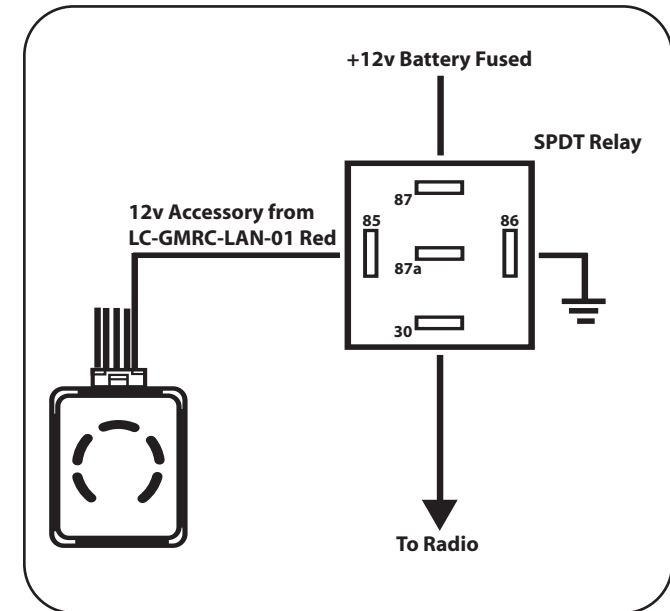 +12v Battery Fused
SPDT Relay
87
12v Accessory from
LC-GMRC-LAN-01 Red
85
86
87a
30
To Radio